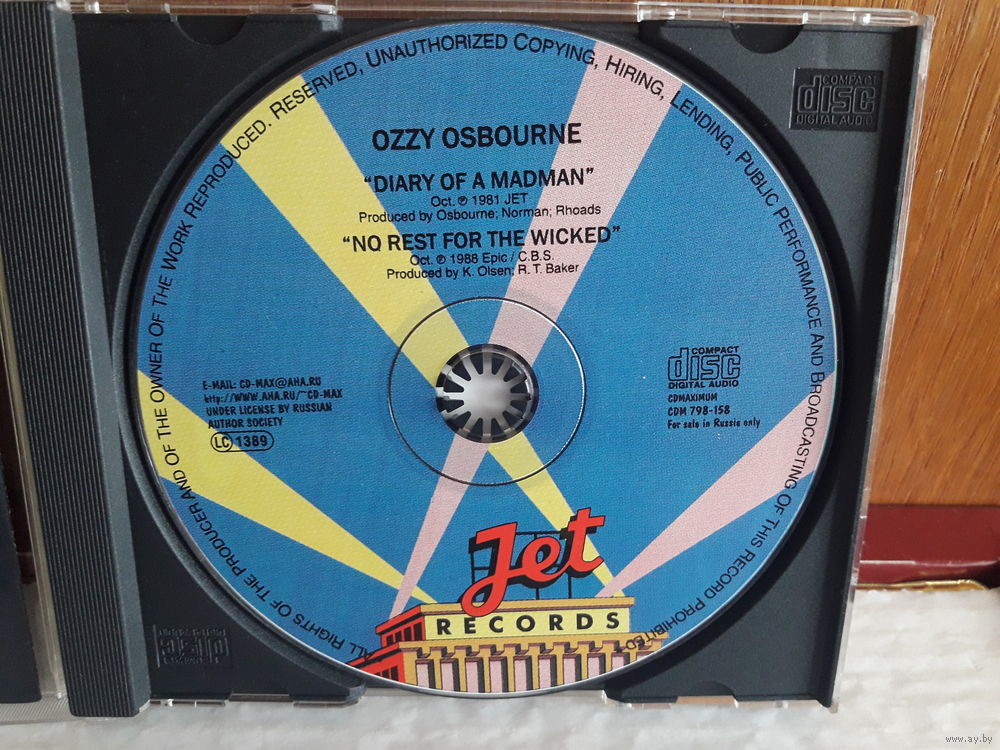 ALL RIGHTS OF THE PRODUCER AND OF THE OWNER OF THE WORK REPRODUCED. RESERVED, UNAUTHORIZED COPYING, HIRING, LENDING, PUBLIC PERFORMANCE AND BROADCASTING OF THIS RECORD PROHIBITED
COMPACT
disc
DIGITAL AUDIO
OZZY OSBOURNE
“DIARY OF A MADMAN”
Oct. ℗ 1981 JET
Produced by Osbourne; Norman; Rhoads
“NO REST FOR THE WICKED”
Oct. ℗ 1988 Epic / C.B.S.
Produced by K. Olsen; R. T. Baker
E-MAIL: CD-MAX@AHA.RU
http://WWW.AHA.RU/~CD-MAX
UNDER LICENSE BY RUSSIAN
AUTHOR SOCIETY
LC 1389
COMPACT
disc
DIGITAL AUDIO
CDMAXIMUM
CDM 798-158
For sale in Russia only
Jet
RECORDS
COMPACT
disc
DIGITAL AUDIO
www.ay.by